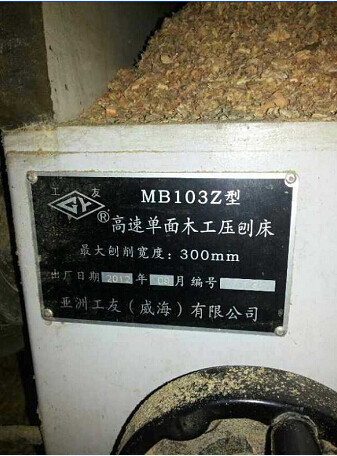 工 友
GY ®
MB103Z型
高速单面木工压刨床
最大刨削宽度：300mm
出厂日期 2012 年 月 编号
亚洲工友（威海）有限公司